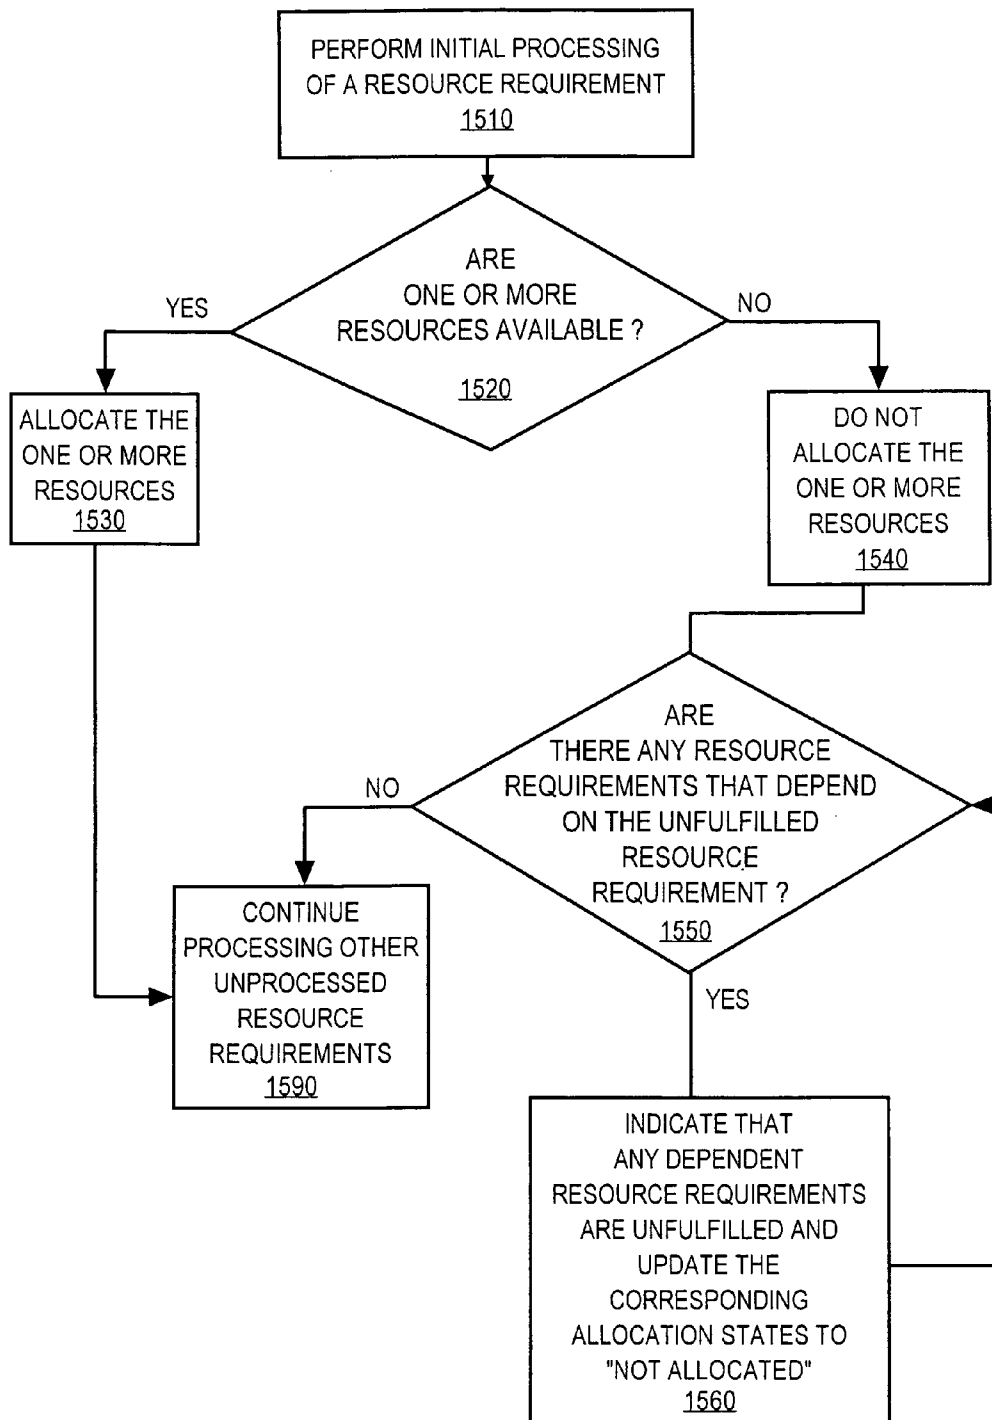 PERFORM INITIAL PROCESSING
OF A RESOURCE REQUIREMENT
1510
ARE
ONE OR MORE
RESOURCES AVAILABLE ?
1520
YES
NO
ALLOCATE THE
ONE OR MORE
RESOURCES
1530
DO NOT
ALLOCATE THE
ONE OR MORE
RESOURCES
1540
ARE
THERE ANY RESOURCE
REQUIREMENTS THAT DEPEND
ON THE UNFULFILLED
RESOURCE
REQUIREMENT ?
1550
NO
YES
CONTINUE
PROCESSING OTHER
UNPROCESSED
RESOURCE
REQUIREMENTS
1590
INDICATE THAT
ANY DEPENDENT
RESOURCE REQUIREMENTS
ARE UNFULFILLED AND
UPDATE THE
CORRESPONDING
ALLOCATION STATES TO
"NOT ALLOCATED"
1560